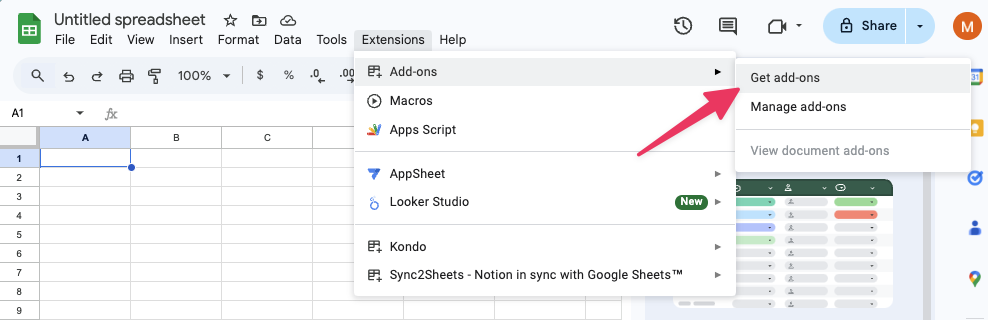 Untitled spreadsheet
File Edit View Insert Format Data Tools Extensions Help
Share
M
100% $ % .0 .00
Add-ons
Get add-ons
Macros
Manage add-ons
Apps Script
View document add-ons
AppSheet
Looker Studio New
Kondo
Sync2Sheets - Notion in sync with Google Sheets™
A1 fx
A B C
1
2
3
4
5
6
7
8
9
31